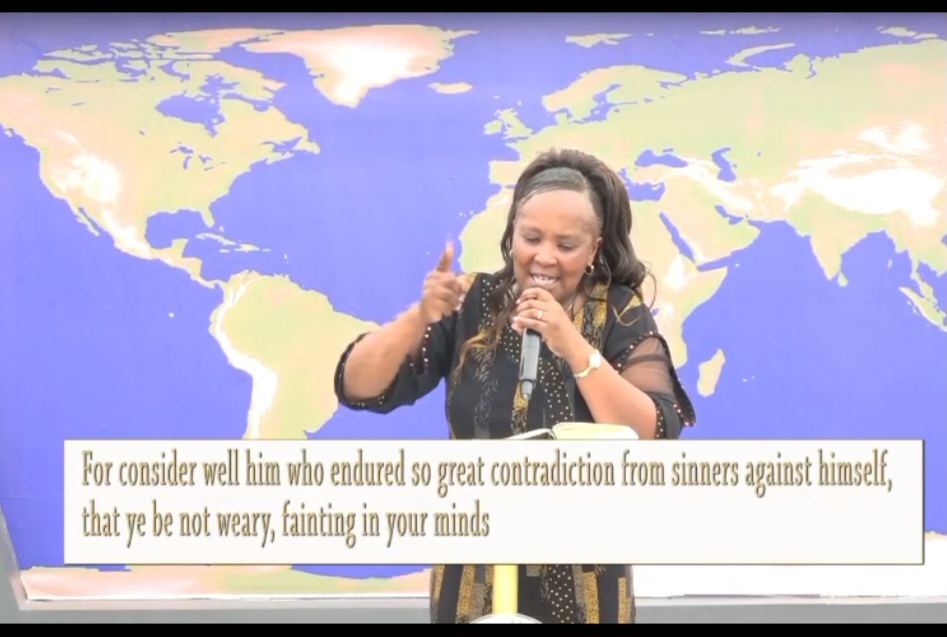 For consider well him who endured so great contradiction from sinners against himself,
that ye be not weary, fainting in your minds